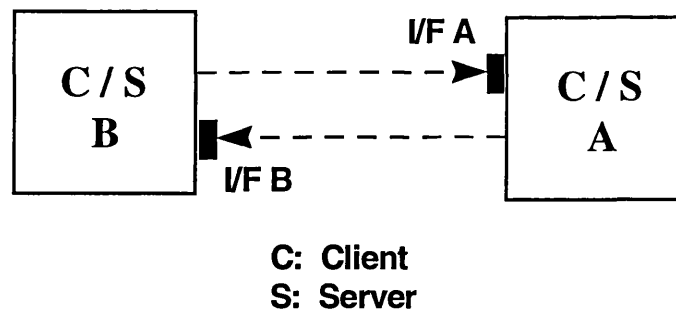 I/F A
C / S
B
C / S
A
I/F B
C: Client
S: Server